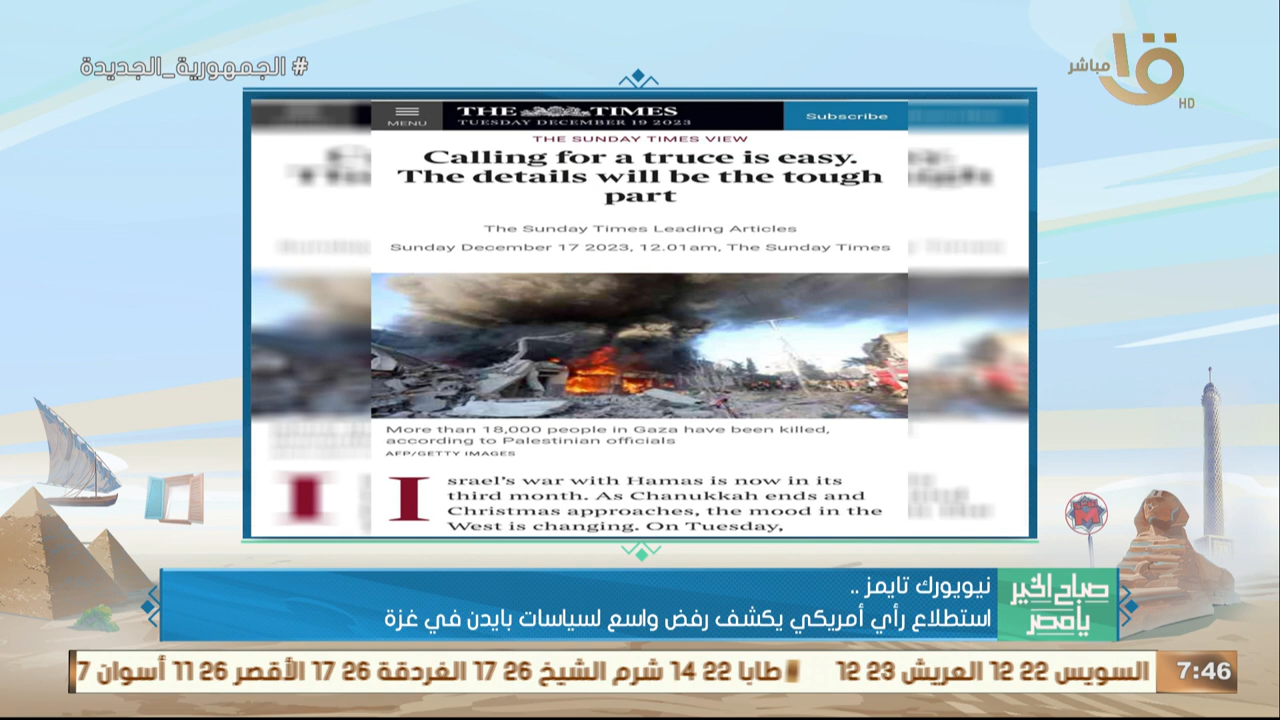 # الجمهورية_الجديدة
مباشر
HD
MENU
THE TIMES
TUESDAY DECEMBER 19 2023
Subscribe
THE SUNDAY TIMES VIEW
Calling for a truce is easy.
The details will be the tough
part
The Sunday Times Leading Articles
Sunday December 17 2023, 12.01am, The Sunday Times
More than 18,000 people in Gaza have been killed,
according to Palestinian officials
AFP/GETTY IMAGES
Israel's war with Hamas is now in its
third month. As Chanukkah ends and
Christmas approaches, the mood in the
West is changing. On Tuesday,
M
صباح الخير
يا مصر
نيويورك تايمز ..
استطلاع رأي أمريكي يكشف رفض واسع لسياسات بايدن في غزة
7:46
السويس 22 12 العريش 23 12 طابا 22 14 شرم الشيخ 26 17 الغردقة 26 17 الأقصر 26 11 أسوان 7